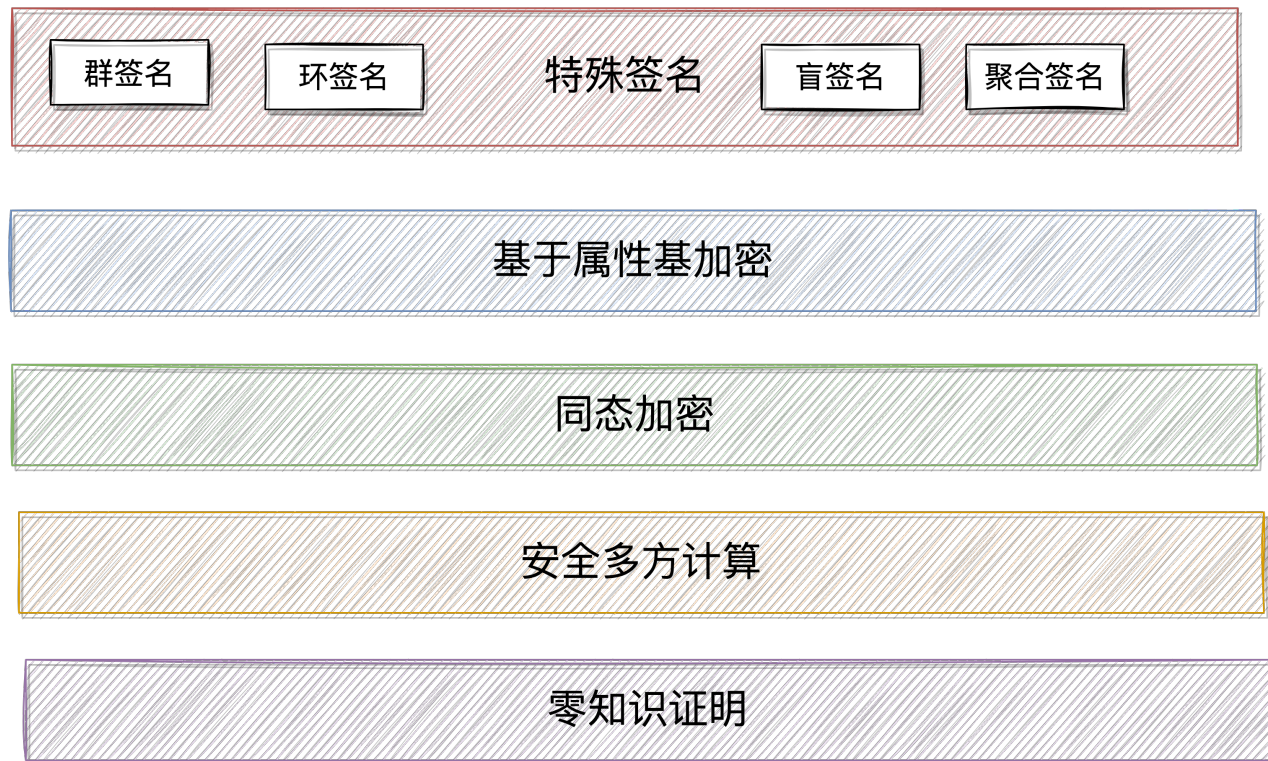 群签名
环签名
特殊签名
盲签名
聚合签名
基于属性基加密
同态加密
安全多方计算
零知识证明